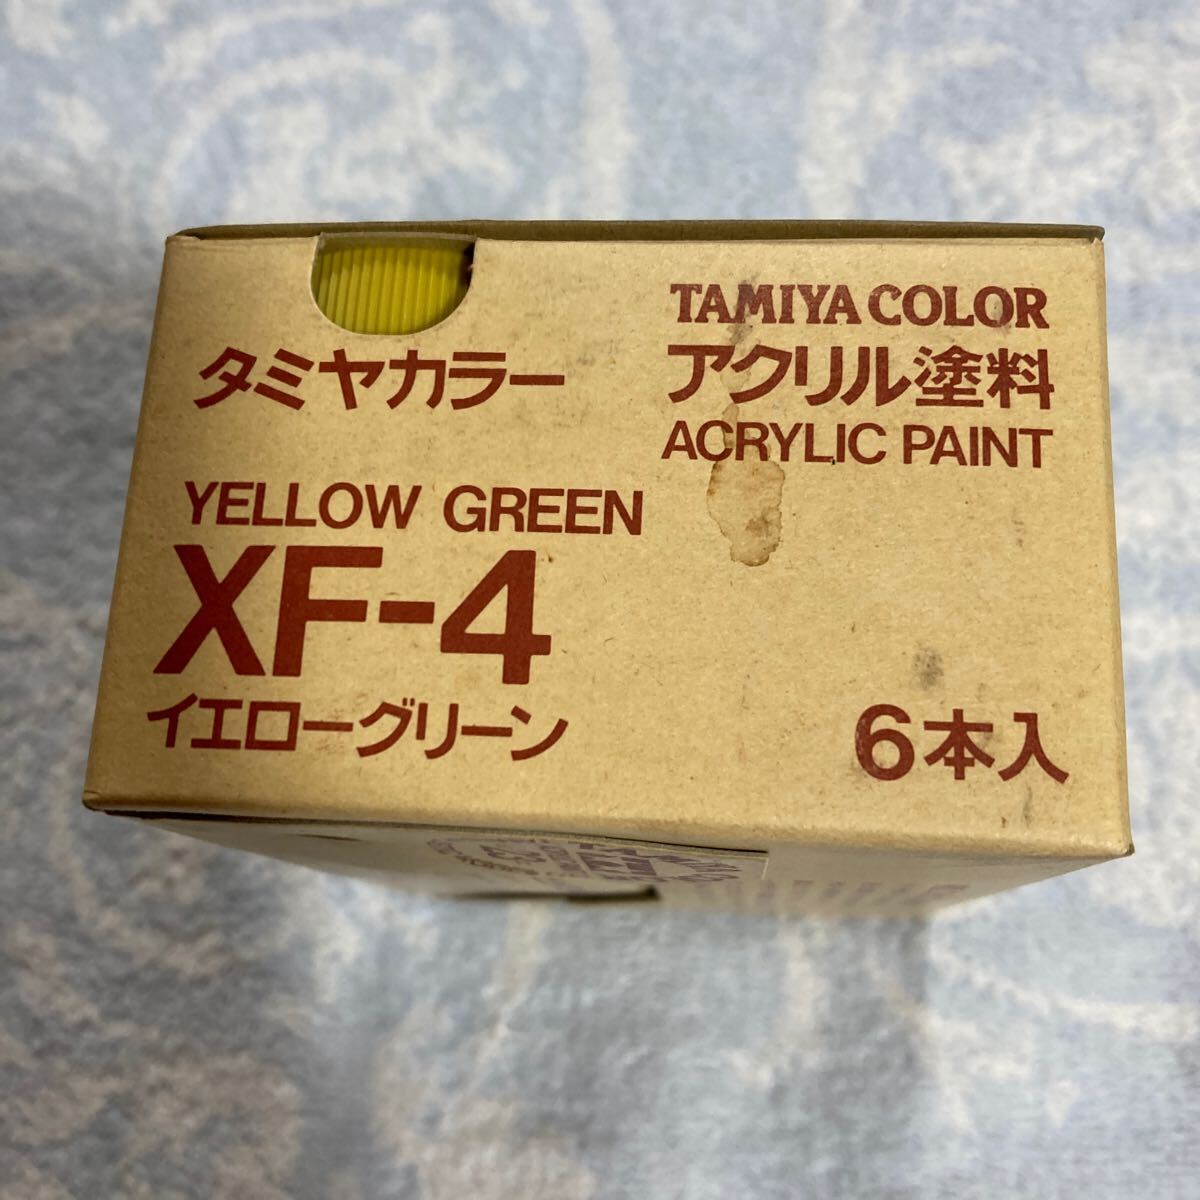 TAMIYA COLOR
タミヤカラー
アクリル塗料
ACRYLIC PAINT
YELLOW GREEN
XF-4
イエローグリーン
6本入